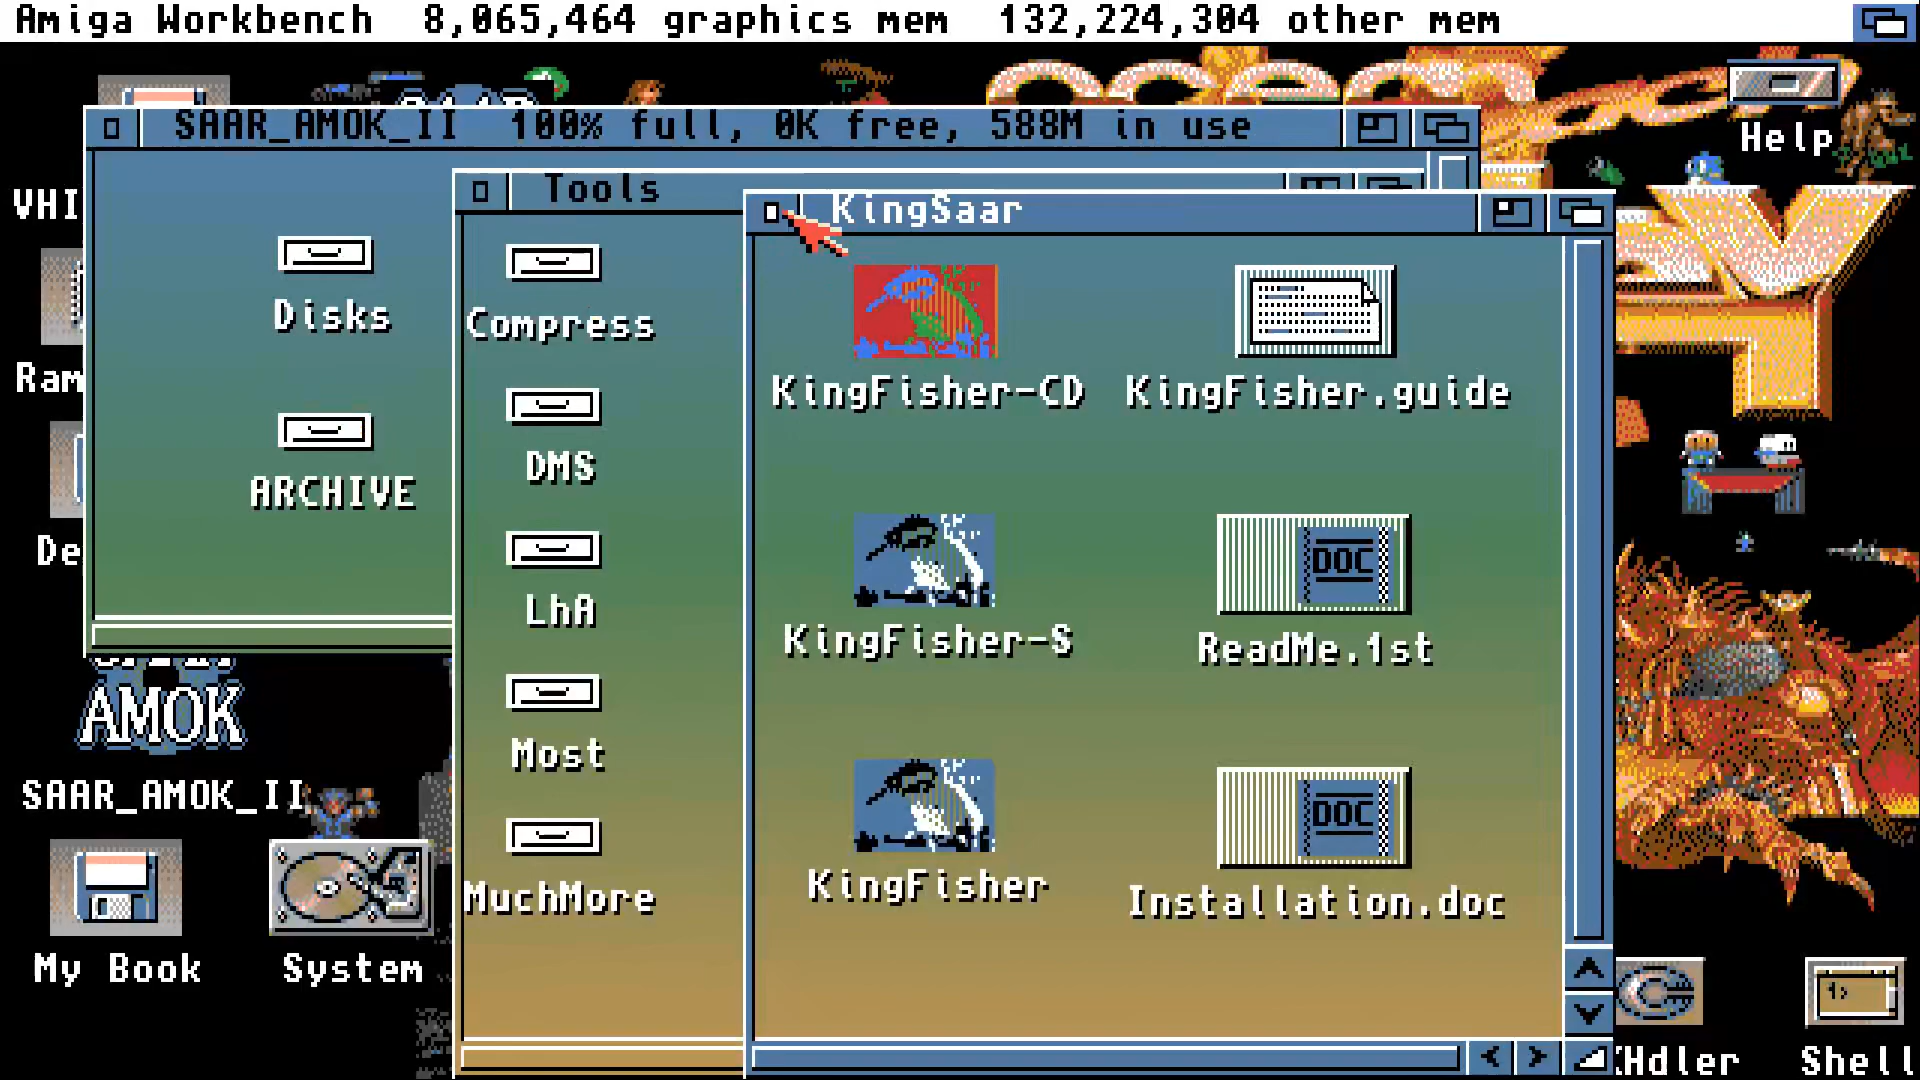 Amiga Workbench 8,065,464 graphics mem 132,224,304 other mem
Help
SAAR_AMOK_II 100% full, 0K free, 588M in use
Tools
KingSaar
VHI
Disks
Compress
KingFisher-CD
KingFisher.guide
Ram
DMS
ARCHIVE
De
DOC
LhA
KingFisher-S
ReadMe.1st
AMOK
Most
SAAR_AMOK_II
DOC
KingFisher
Installation.doc
MuchMore
My Book
System
1>
Hdler
Shell